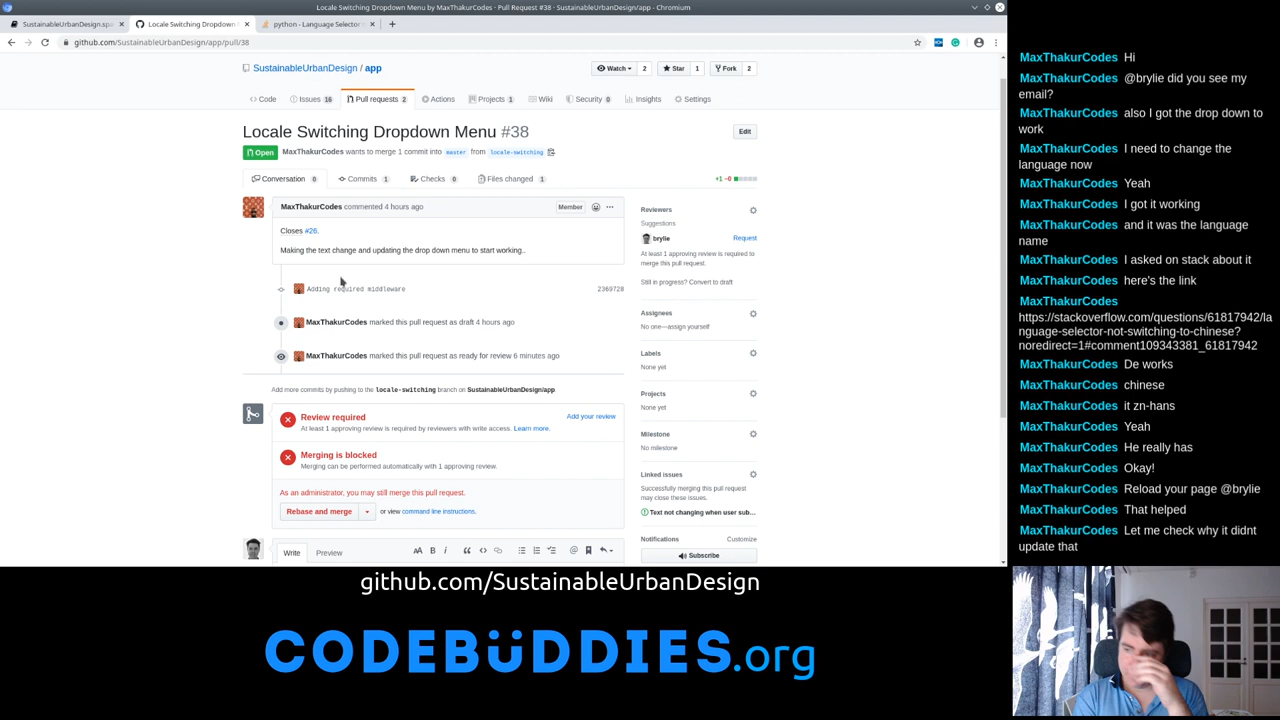 Locale Switching Dropdown Menu by MaxThakurCodes · Pull Request #38 · SustainableUrbanDesign/app - Chromium
SustainableUrbanDesign.spa
Locale Switching Dropdown M
python - Language Selector
github.com/SustainableUrbanDesign/app/pull/38
SustainableUrbanDesign / app
Watch 2
Star 1
Fork 2
Code
Issues 16
Pull requests 2
Actions
Projects 1
Wiki
Security 0
Insights
Settings
Locale Switching Dropdown Menu #38
Edit
Open
MaxThakurCodes wants to merge 1 commit into master from locale-switching
Conversation 0
Commits 1
Checks 0
Files changed 1
+1 −0
MaxThakurCodes commented 4 hours ago
Member
Closes #26.
Making the text change and updating the drop down menu to start working..
Adding required middleware
2369728
MaxThakurCodes marked this pull request as draft 4 hours ago
MaxThakurCodes marked this pull request as ready for review 6 minutes ago
Add more commits by pushing to the locale-switching branch on SustainableUrbanDesign/app.
Review required
Add your review
At least 1 approving review is required by reviewers with write access. Learn more.
Merging is blocked
Merging can be performed automatically with 1 approving review.
As an administrator, you may still merge this pull request.
Rebase and merge
or view command line instructions.
Write
Preview
Reviewers
Suggestions
brylie
Request
At least 1 approving review is required to
merge this pull request.
Still in progress? Convert to draft
Assignees
No one—assign yourself
Labels
None yet
Projects
None yet
Milestone
No milestone
Linked issues
Successfully merging this pull request
may close these issues.
Text not changing when user sub...
Notifications
Customize
Subscribe
MaxThakurCodes Hi
MaxThakurCodes @brylie did you see my
email?
MaxThakurCodes also I got the drop down to
work
MaxThakurCodes I need to change the
language now
MaxThakurCodes Yeah
MaxThakurCodes I got it working
MaxThakurCodes and it was the language
name
MaxThakurCodes I asked on stack about it
MaxThakurCodes here's the link
MaxThakurCodes
https://stackoverflow.com/questions/61817942/la
nguage-selector-not-switching-to-chinese?
noredirect=1#comment109343381_61817942
MaxThakurCodes De works
MaxThakurCodes chinese
MaxThakurCodes it zn-hans
MaxThakurCodes Yeah
MaxThakurCodes He really has
MaxThakurCodes Okay!
MaxThakurCodes Reload your page @brylie
MaxThakurCodes That helped
MaxThakurCodes Let me check why it didnt
update that
github.com/SustainableUrbanDesign
CODEBUDDIES.org